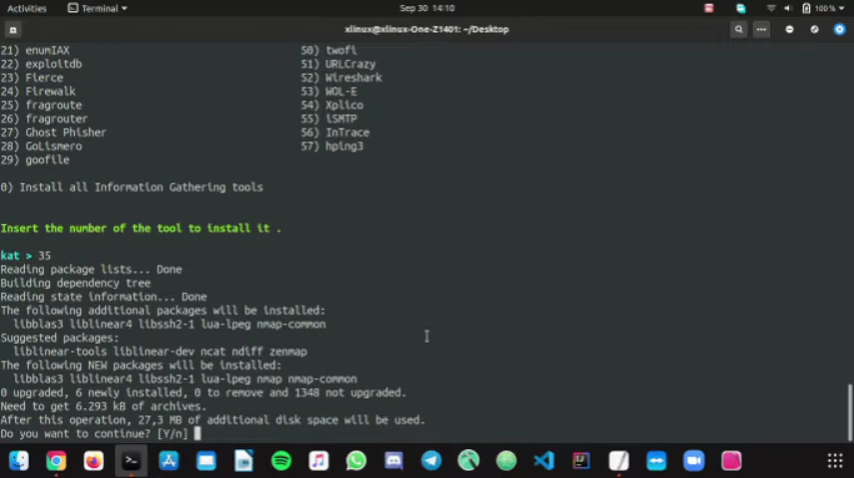 Activities Terminal Sep 30 14:10 100 %
xlinux@xlinux-One-Z1401: ~/Desktop
21) enumIAX 50) twofi
22) exploitdb 51) URLCrazy
23) Fierce 52) Wireshark
24) Firewalk 53) WOL-E
25) fragroute 54) Xplico
26) fragrouter 55) iSMTP
27) Ghost Phisher 56) InTrace
28) GoLismero 57) hping3
29) goofile
0) Install all Information Gathering tools
Insert the number of the tool to install it .
kat > 35
Reading package lists... Done
Building dependency tree
Reading state information... Done
The following additional packages will be installed:
libblas3 liblinear4 libssh2-1 lua-lpeg nmap-common
Suggested packages:
liblinear-tools liblinear-dev ncat ndiff zenmap
The following NEW packages will be installed:
libblas3 liblinear4 libssh2-1 lua-lpeg nmap nmap-common
0 upgraded, 6 newly installed, 0 to remove and 1348 not upgraded.
Need to get 6.293 kB of archives.
After this operation, 27,3 MB of additional disk space will be used.
Do you want to continue? [Y/n]